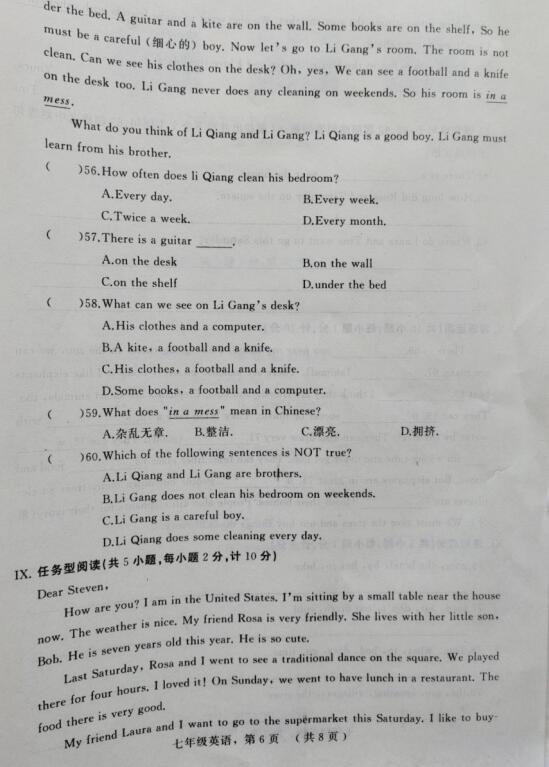 der the bed. A guitar and a kite are on the wall. Some books are on the shelf, So he
must be a careful (细心的) boy. Now let's go to Li Gang's room. The room is not
clean. Can we see his clothes on the desk? Oh, yes, We can see a football and a knife
on the desk too. Li Gang never does any cleaning on weekends. So his room is in a
mess.
What do you think of Li Qiang and Li Gang? Li Qiang is a good boy. Li Gang must
learn from his brother.
( )56.How often does li Qiang clean his bedroom?
A.Every day. B.Every week.
C.Twice a week. D.Every month.
( )57.There is a guitar _____.
A.on the desk B.on the wall
C.on the shelf D.under the bed
( )58.What can we see on Li Gang's desk?
A.His clothes and a computer.
B.A kite, a football and a knife.
C.His clothes, a football and a knife.
D.Some books, a football and a computer.
( )59.What does "in a mess" mean in Chinese?
A.杂乱无章. B.整洁. C.漂亮. D.拥挤.
( )60.Which of the following sentences is NOT true?
A.Li Qiang and Li Gang are brothers.
B.Li Gang does not clean his bedroom on weekends.
C.Li Gang is a careful boy.
D.Li Qiang does some cleaning every day.
IX. 任务型阅读(共 5 小题,每小题 2 分,计 10 分)
Dear Steven,
How are you? I am in the United States. I'm sitting by a small table near the house
now. The weather is nice. My friend Rosa is very friendly. She lives with her little son,
Bob. He is seven years old this year. He is so cute.
Last Saturday, Rosa and I went to see a traditional dance on the square. We played
there for four hours. I loved it! On Sunday, we went to have lunch in a restaurant. The
food there is very good.
My friend Laura and I want to go to the supermarket this Saturday. I like to buy-
七年级英语, 第 6 页 (共 8 页)